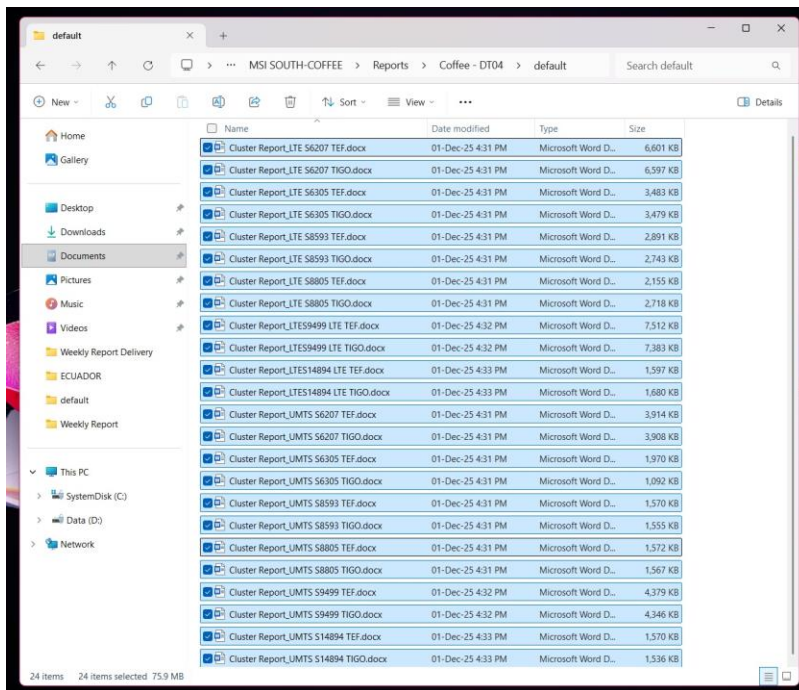 default
MSI SOUTH-COFFEE > Reports > Coffee - DT04 > default
Search default
New
Sort
View
Details
Home
Gallery
Desktop
Downloads
Documents
Pictures
Music
Videos
Weekly Report Delivery
ECUADOR
default
Weekly Report
This PC
SystemDisk (C:)
Data (D:)
Network
Name Date modified Type Size
Cluster Report_LTE S6207 TEF.docx 01-Dec-25 4:31 PM Microsoft Word D... 6,601 KB
Cluster Report_LTE S6207 TIGO.docx 01-Dec-25 4:31 PM Microsoft Word D... 6,597 KB
Cluster Report_LTE S6305 TEF.docx 01-Dec-25 4:31 PM Microsoft Word D... 3,483 KB
Cluster Report_LTE S6305 TIGO.docx 01-Dec-25 4:31 PM Microsoft Word D... 3,479 KB
Cluster Report_LTE S8593 TEF.docx 01-Dec-25 4:31 PM Microsoft Word D... 2,891 KB
Cluster Report_LTE S8593 TIGO.docx 01-Dec-25 4:31 PM Microsoft Word D... 2,743 KB
Cluster Report_LTE S8805 TEF.docx 01-Dec-25 4:31 PM Microsoft Word D... 2,155 KB
Cluster Report_LTE S8805 TIGO.docx 01-Dec-25 4:31 PM Microsoft Word D... 2,718 KB
Cluster Report_LTES9499 LTE TEF.docx 01-Dec-25 4:32 PM Microsoft Word D... 7,512 KB
Cluster Report_LTES9499 LTE TIGO.docx 01-Dec-25 4:32 PM Microsoft Word D... 7,383 KB
Cluster Report_LTES14894 LTE TEF.docx 01-Dec-25 4:33 PM Microsoft Word D... 1,597 KB
Cluster Report_LTES14894 LTE TIGO.docx 01-Dec-25 4:33 PM Microsoft Word D... 1,680 KB
Cluster Report_UMTS S6207 TEF.docx 01-Dec-25 4:31 PM Microsoft Word D... 3,914 KB
Cluster Report_UMTS S6207 TIGO.docx 01-Dec-25 4:31 PM Microsoft Word D... 3,908 KB
Cluster Report_UMTS S6305 TEF.docx 01-Dec-25 4:31 PM Microsoft Word D... 1,970 KB
Cluster Report_UMTS S6305 TIGO.docx 01-Dec-25 4:31 PM Microsoft Word D... 1,092 KB
Cluster Report_UMTS S8593 TEF.docx 01-Dec-25 4:31 PM Microsoft Word D... 1,570 KB
Cluster Report_UMTS S8593 TIGO.docx 01-Dec-25 4:31 PM Microsoft Word D... 1,555 KB
Cluster Report_UMTS S8805 TEF.docx 01-Dec-25 4:31 PM Microsoft Word D... 1,572 KB
Cluster Report_UMTS S8805 TIGO.docx 01-Dec-25 4:31 PM Microsoft Word D... 1,567 KB
Cluster Report_UMTS S9499 TEF.docx 01-Dec-25 4:32 PM Microsoft Word D... 4,379 KB
Cluster Report_UMTS S9499 TIGO.docx 01-Dec-25 4:32 PM Microsoft Word D... 4,346 KB
Cluster Report_UMTS S14894 TEF.docx 01-Dec-25 4:33 PM Microsoft Word D... 1,570 KB
Cluster Report_UMTS S14894 TIGO.docx 01-Dec-25 4:33 PM Microsoft Word D... 1,536 KB
24 items 24 items selected 75.9 MB